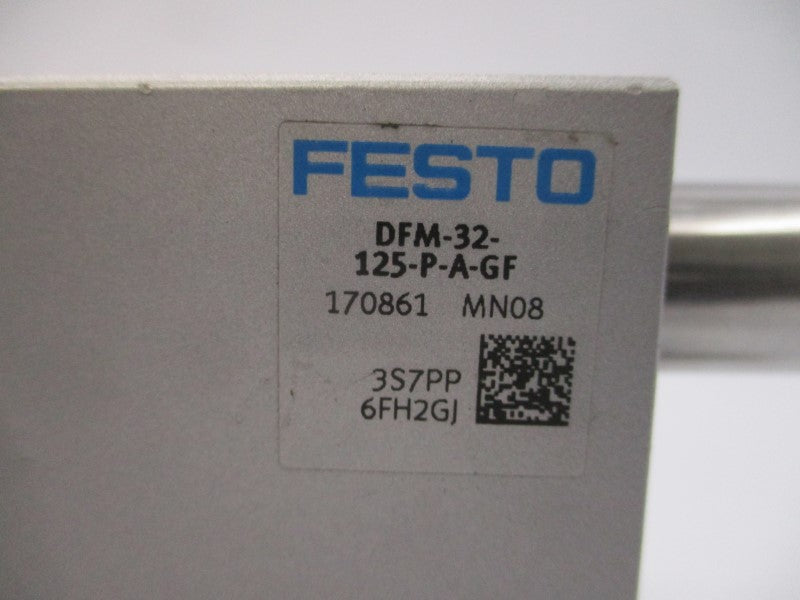 FESTO
DFM-32-
125-P-A-GF
170861 MN08
3S7PP
6FH2GJ